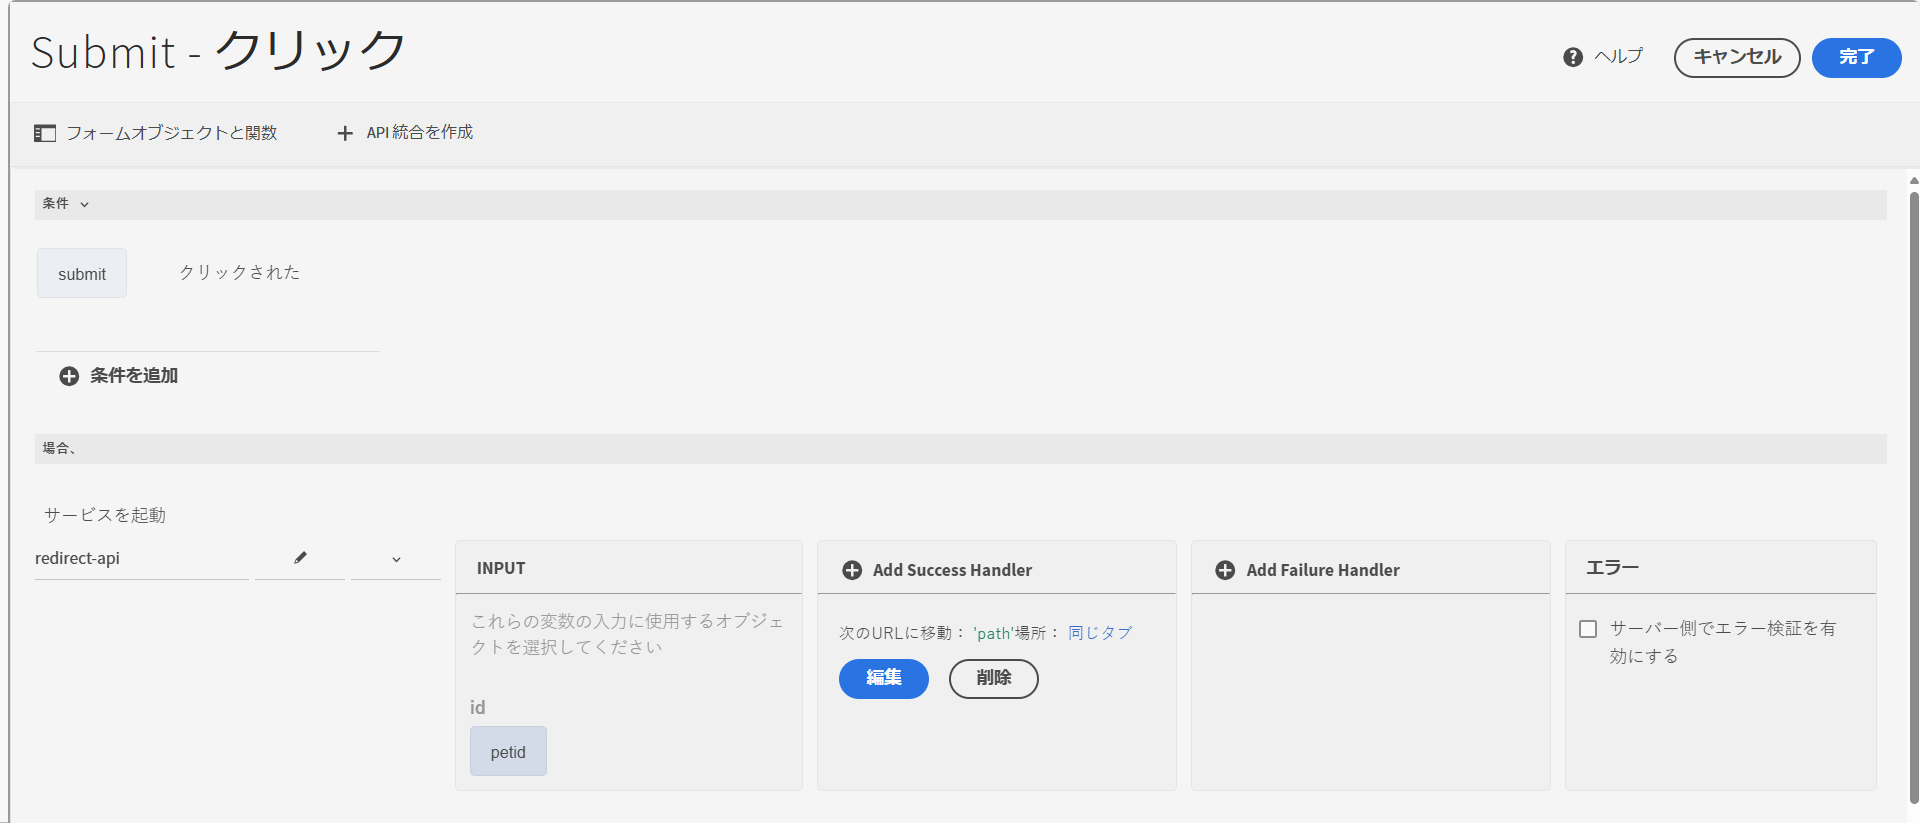 Submit - クリック
ヘルプ
キャンセル
完了
フォームオブジェクトと関数
API 統合を作成
条件
submit
クリックされた
条件を追加
場合、
サービスを起動
redirect-api
INPUT
これらの変数の入力に使用するオブジェ
クトを選択してください
id
petid
Add Success Handler
次のURLに移動： 'path'場所： 同じタブ
編集
削除
Add Failure Handler
エラー
サーバー側でエラー検証を有
効にする